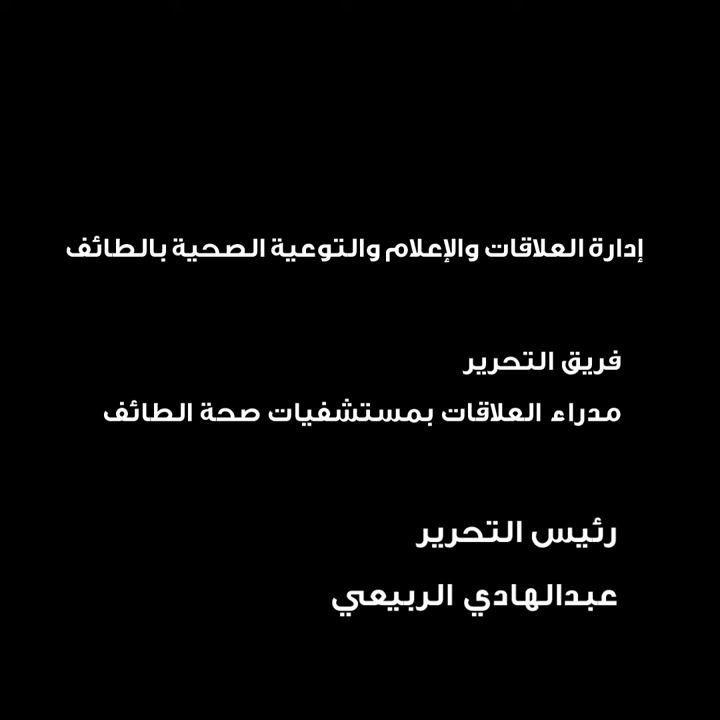 إدارة العلاقات والإعلام والتوعية الصحية بالطائف
فريق التحرير
مدراء العلاقات بمستشفيات صحة الطائف
رئيس التحرير
عبدالهادي الربيعي